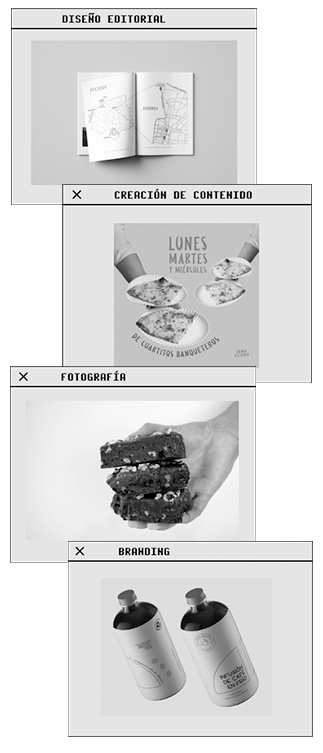 DISEÑO EDITORIAL
CREACIÓN DE CONTENIDO
LUNES
MARTES
Y MIÉRCOLES
DE CUARTITOS BANQUETEROS
FOTOGRAFÍA
BRANDING
INFUSIÓN
DE CAFÉ
EN FRÍO